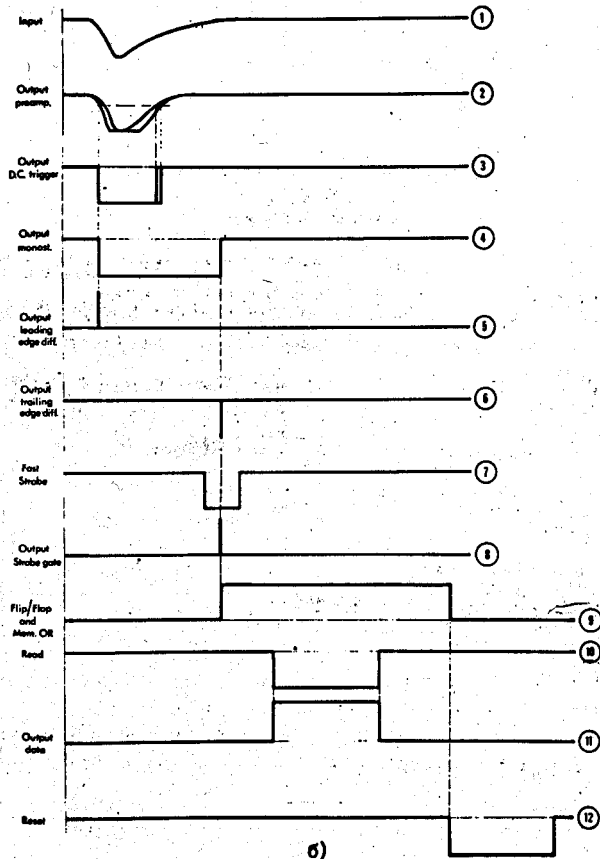 Input
1
Output
preamp.
2
Output
D.C. trigger
3
Output
monost.
4
Output
leading
edge diff.
5
Output
trailing
edge diff.
6
Fast
Strobe
7
Output
Strobe gate
8
Flip/Flop
and
Mem. OR
9
Read
10
Output
data
11
Reset
12
б)